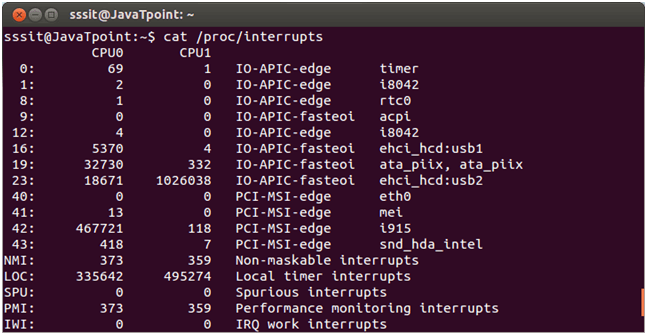 sssit@JavaTpoint: ~
sssit@JavaTpoint:~$ cat /proc/interrupts
           CPU0       CPU1
  0:         69          1   IO-APIC-edge      timer
  1:          2          0   IO-APIC-edge      i8042
  8:          1          0   IO-APIC-edge      rtc0
  9:          0          0   IO-APIC-fasteoi   acpi
 12:          4          0   IO-APIC-edge      i8042
 16:       5370          4   IO-APIC-fasteoi   ehci_hcd:usb1
 19:      32730        332   IO-APIC-fasteoi   ata_piix, ata_piix
 23:      18671    1026038   IO-APIC-fasteoi   ehci_hcd:usb2
 40:          0          0   PCI-MSI-edge      eth0
 41:         13          0   PCI-MSI-edge      mei
 42:     467721        118   PCI-MSI-edge      i915
 43:        418          7   PCI-MSI-edge      snd_hda_intel
NMI:        373        359   Non-maskable interrupts
LOC:     335642     495274   Local timer interrupts
SPU:          0          0   Spurious interrupts
PMI:        373        359   Performance monitoring interrupts
IWI:          0          0   IRQ work interrupts